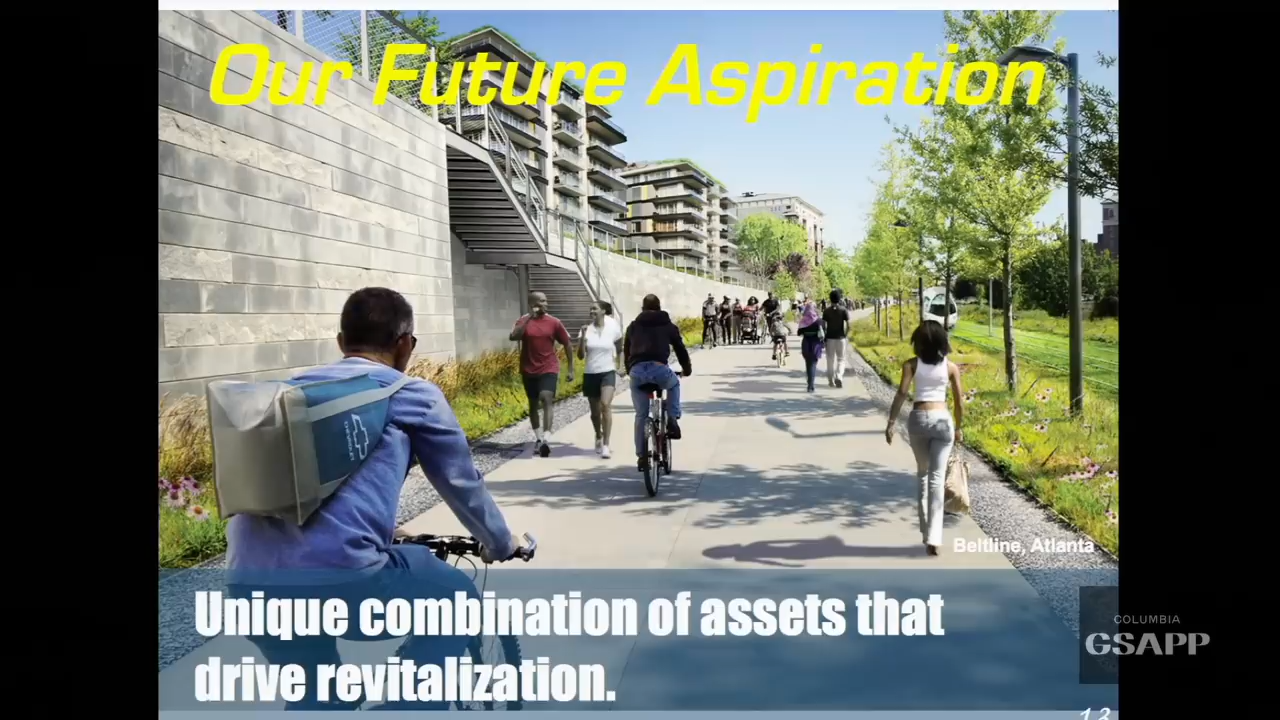 Our Future Aspiration
Beltline, Atlanta
Unique combination of assets that
drive revitalization.
COLUMBIA
GSAPP